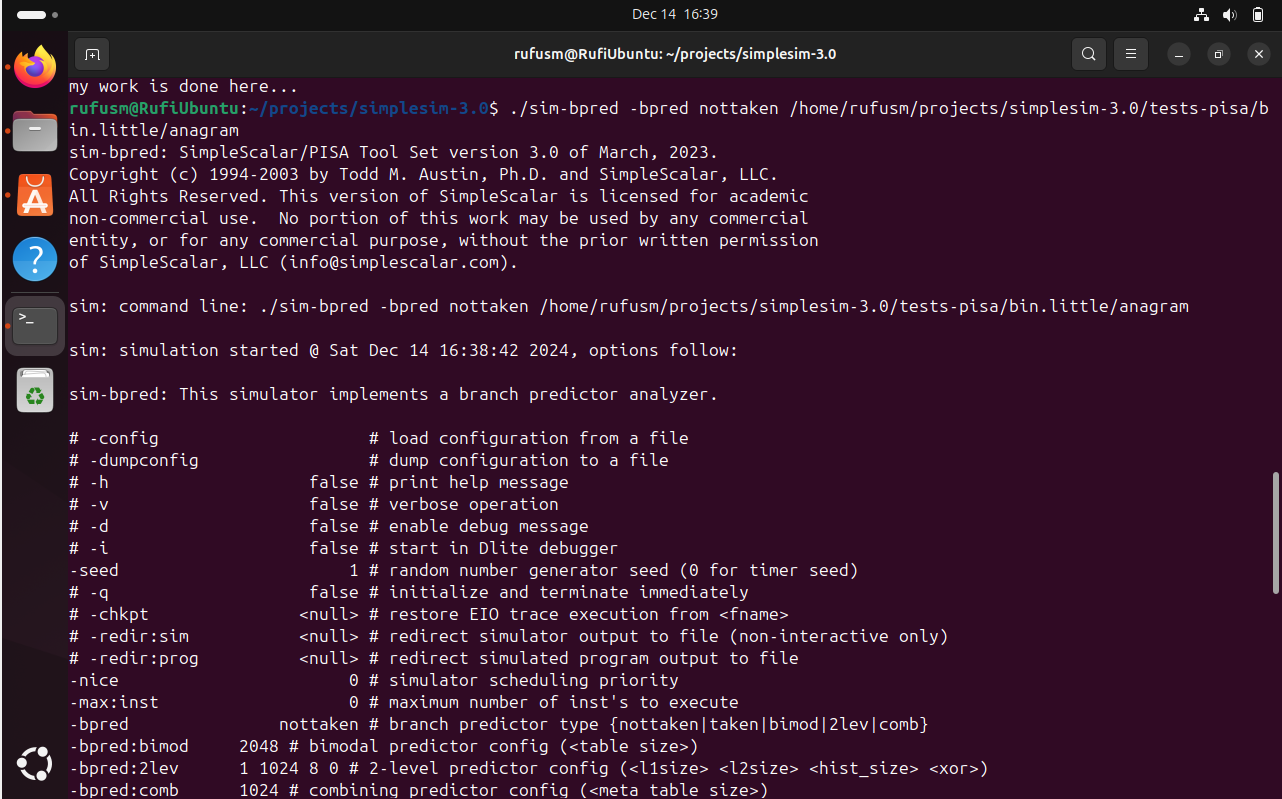 Dec 14 16:39
rufusm@RufiUbuntu: ~/projects/simplesim-3.0
my work is done here...
rufusm@RufiUbuntu:~/projects/simplesim-3.0$ ./sim-bpred -bpred nottaken /home/rufusm/projects/simplesim-3.0/tests-pisa/b
in.little/anagram
sim-bpred: SimpleScalar/PISA Tool Set version 3.0 of March, 2023.
Copyright (c) 1994-2003 by Todd M. Austin, Ph.D. and SimpleScalar, LLC.
All Rights Reserved. This version of SimpleScalar is licensed for academic
non-commercial use.  No portion of this work may be used by any commercial
entity, or for any commercial purpose, without the prior written permission
of SimpleScalar, LLC (info@simplescalar.com).
sim: command line: ./sim-bpred -bpred nottaken /home/rufusm/projects/simplesim-3.0/tests-pisa/bin.little/anagram
sim: simulation started @ Sat Dec 14 16:38:42 2024, options follow:
sim-bpred: This simulator implements a branch predictor analyzer.
# -config                     # load configuration from a file
# -dumpconfig                 # dump configuration to a file
# -h                    false # print help message
# -v                    false # verbose operation
# -d                    false # enable debug message
# -i                    false # start in Dlite debugger
-seed                       1 # random number generator seed (0 for timer seed)
# -q                    false # initialize and terminate immediately
# -chkpt               <null> # restore EIO trace execution from <fname>
# -redir:sim           <null> # redirect simulator output to file (non-interactive only)
# -redir:prog          <null> # redirect simulated program output to file
-nice                       0 # simulator scheduling priority
-max:inst                   0 # maximum number of inst's to execute
-bpred               nottaken # branch predictor type {nottaken|taken|bimod|2lev|comb}
-bpred:bimod     2048 # bimodal predictor config (<table size>)
-bpred:2lev      1 1024 8 0 # 2-level predictor config (<l1size> <l2size> <hist_size> <xor>)
-bpred:comb      1024 # combining predictor config (<meta_table_size>)